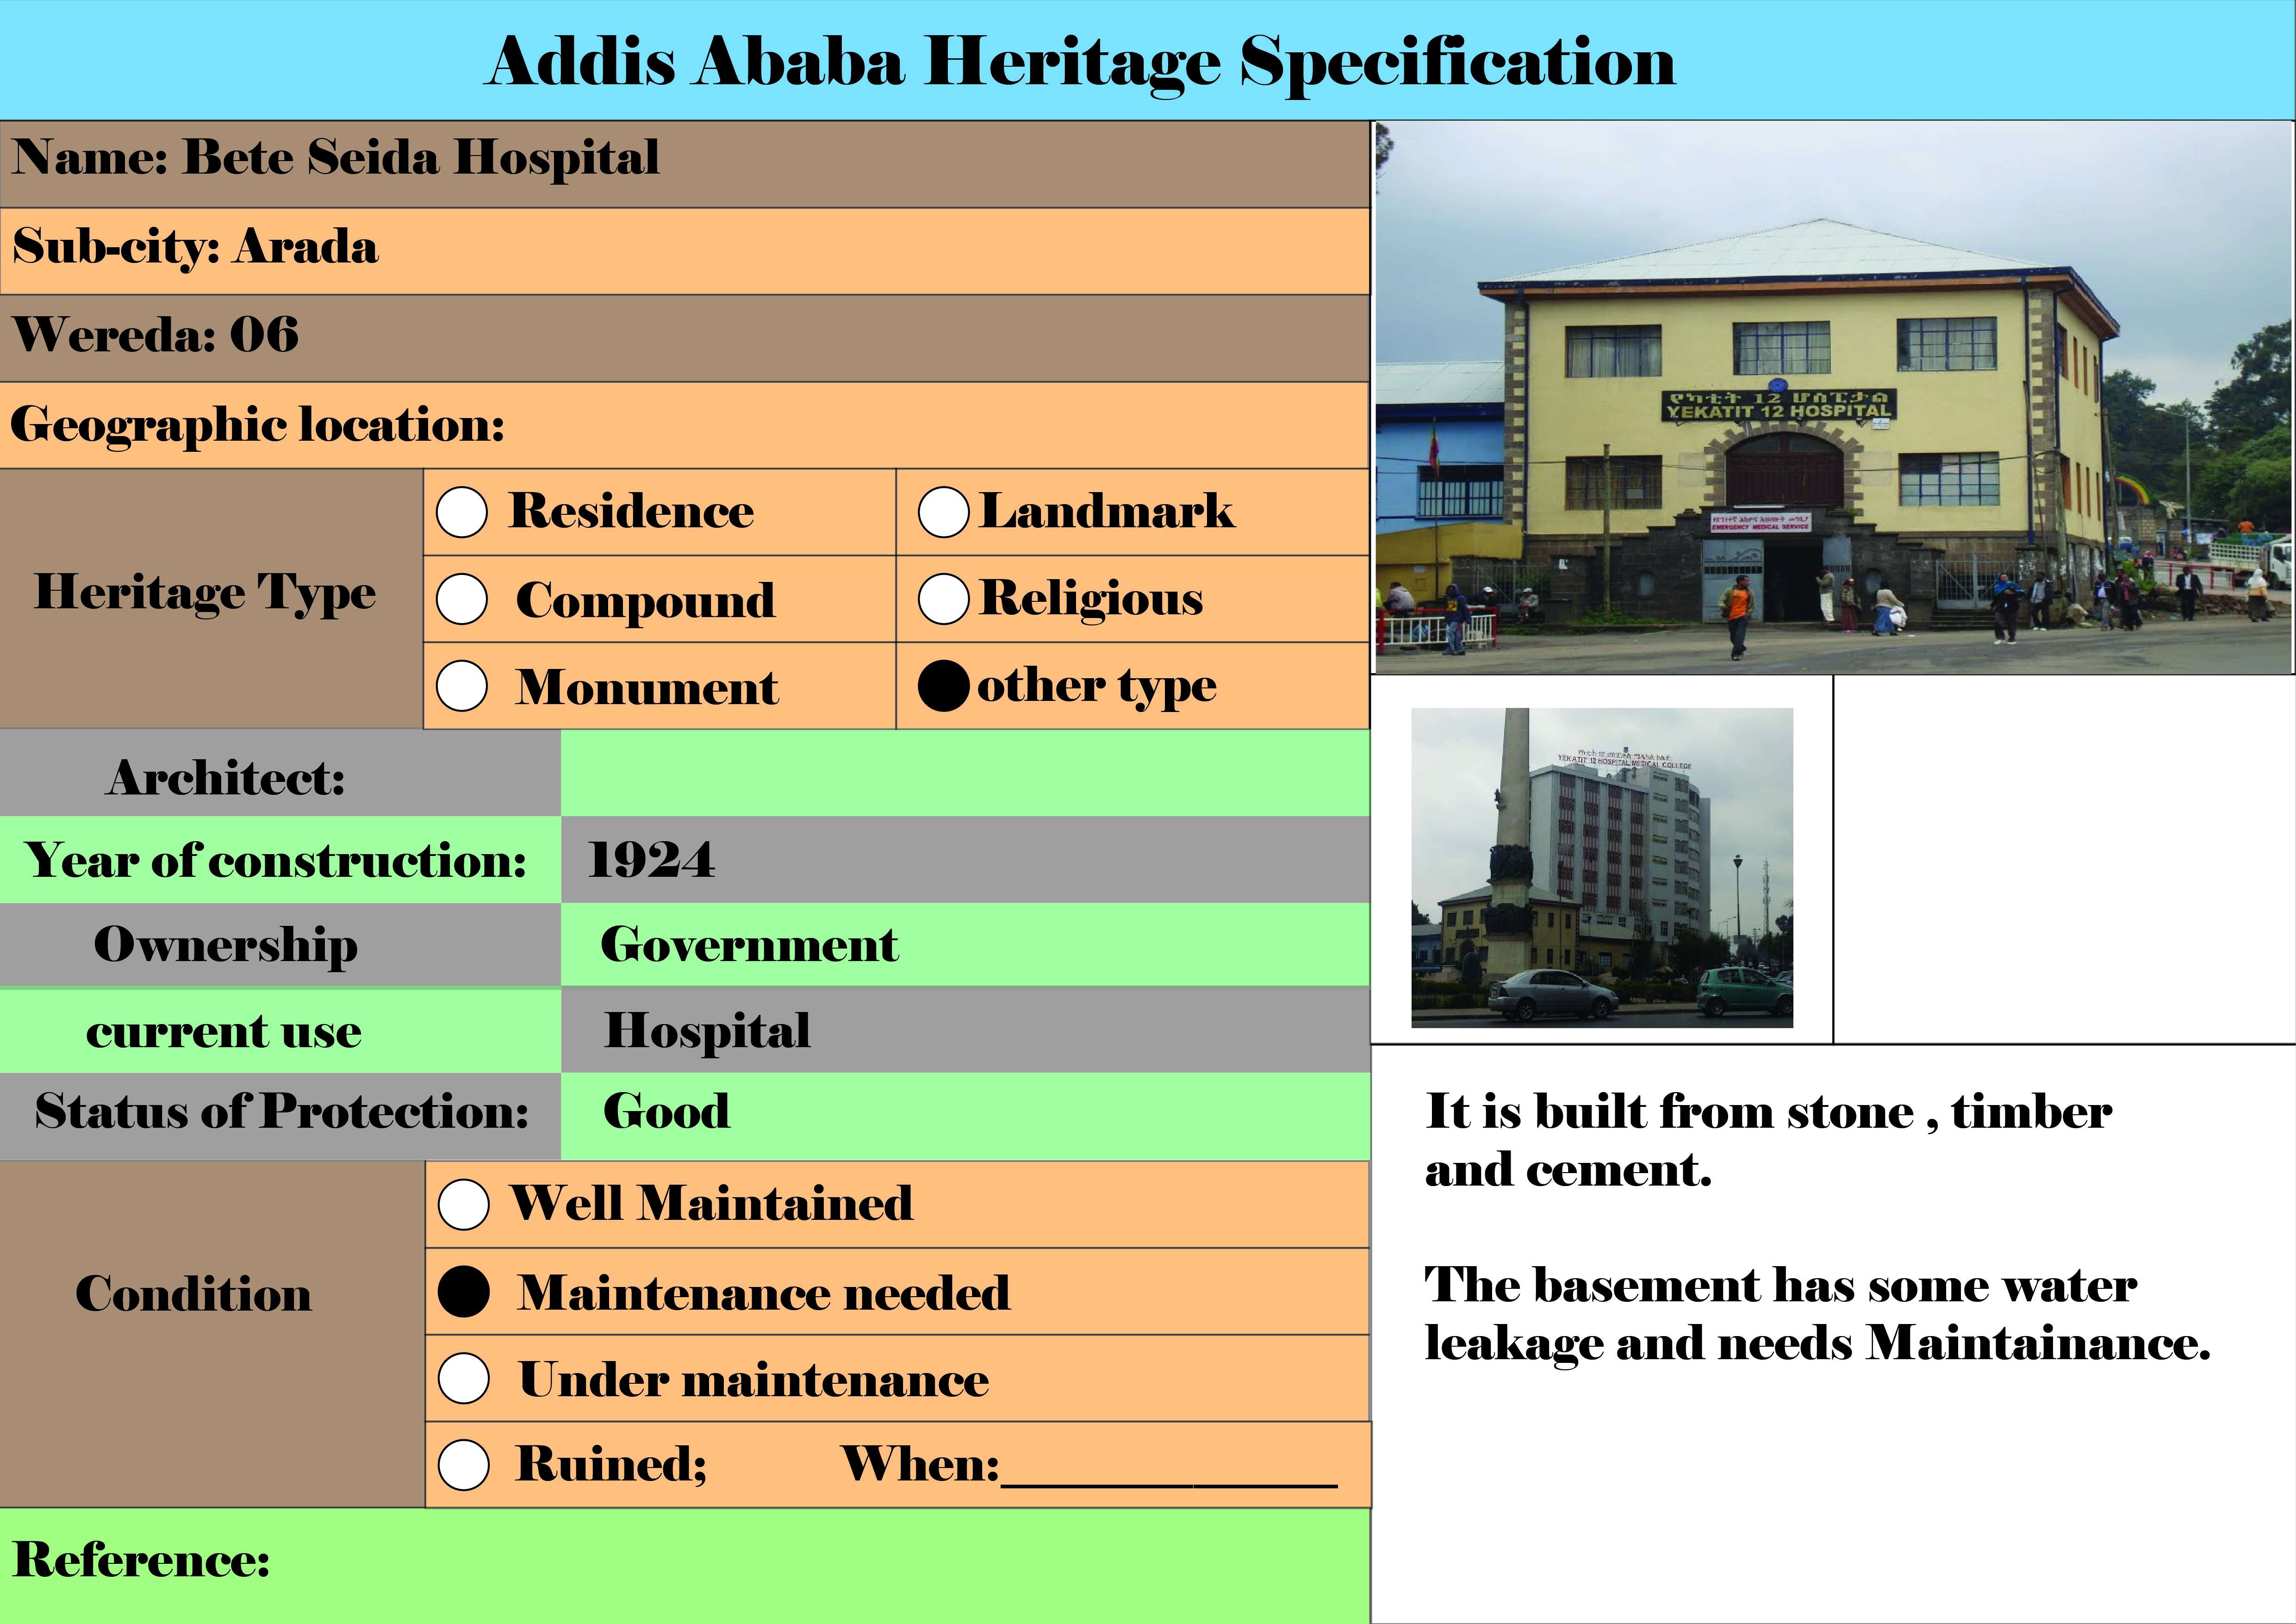 Addis Ababa Heritage Specification
Name: Bete Seida Hospital
Sub-city: Arada
Wereda: 06
Geographic location:
Heritage Type
Residence
Landmark
Compound
Religious
Monument
other type
Architect:
Year of construction: 1924
Ownership Government
current use Hospital
Status of Protection: Good
Condition
Well Maintained
Maintenance needed
Under maintenance
Ruined; When:_______________
Reference:
የካቲት 12 ሆስፒታል
YEKATIT 12 HOSPITAL
EMERGENCY MEDICAL SERVICE
YEKATIT 12 HOSPITAL MEDICAL COLLEGE
It is built from stone , timber
and cement.
The basement has some water
leakage and needs Maintainance.